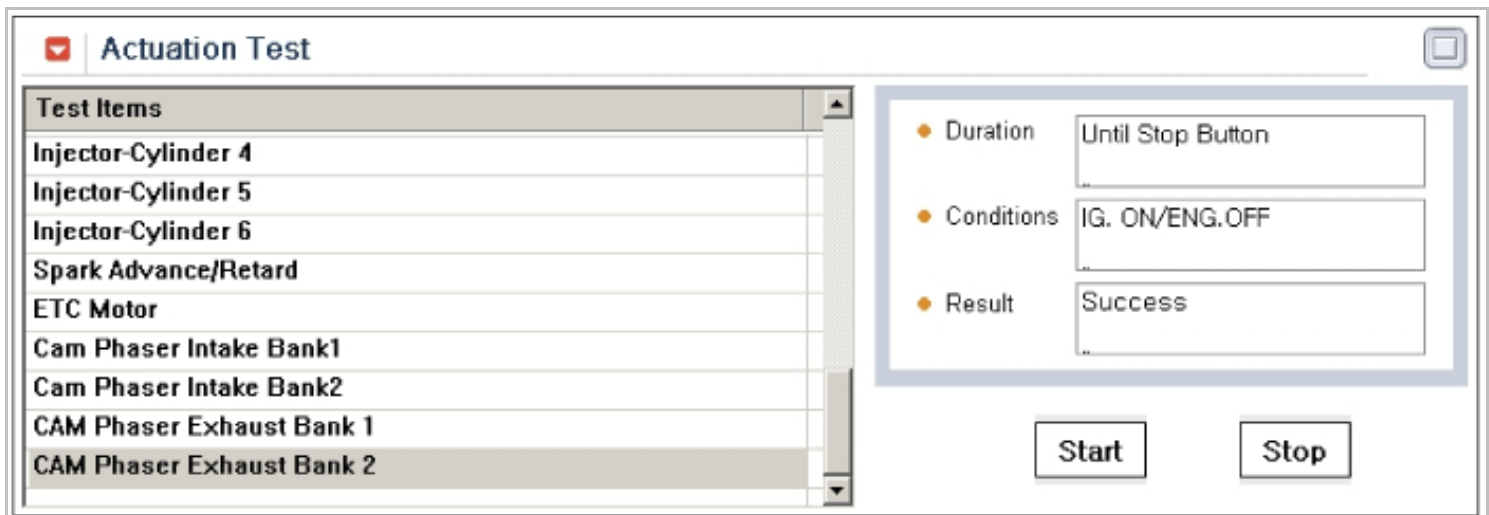 Actuation Test
Test Items
Injector-Cylinder 4
Injector-Cylinder 5
Injector-Cylinder 6
Spark Advance/Retard
ETC Motor
Cam Phaser Intake Bank1
Cam Phaser Intake Bank2
CAM Phaser Exhaust Bank 1
CAM Phaser Exhaust Bank 2
Duration
Until Stop Button
Conditions
IG. ON/ENG.OFF
Result
Success
Start
Stop